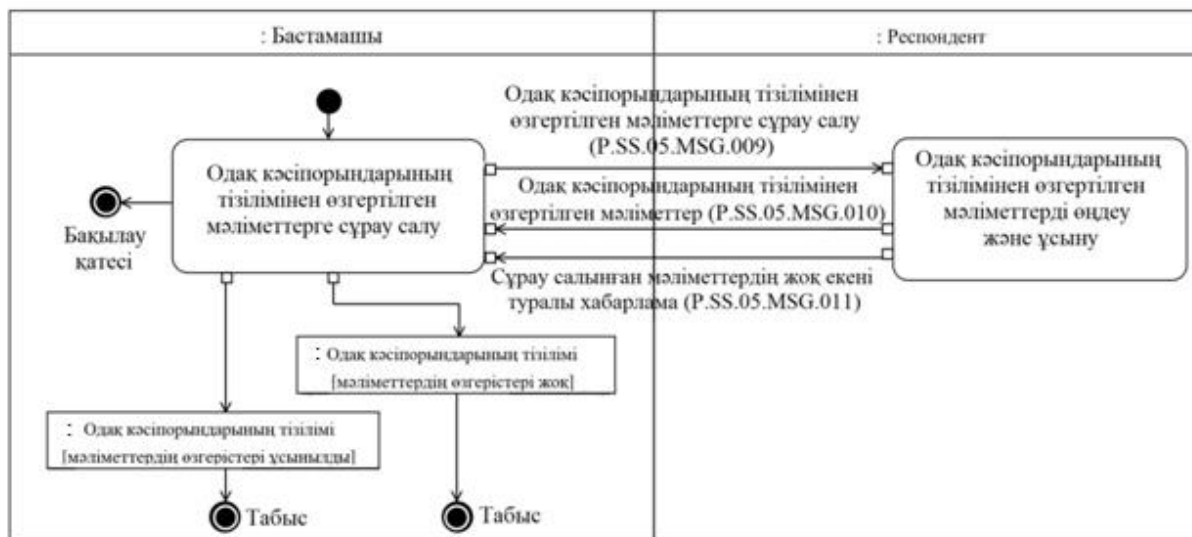 : Бастамашы
: Респондент
Одақ кәсіпорындарының тізілімінен
өзгертілген мәліметтерге сұрау салу
(P.SS.05.MSG.009)
Одақ кәсіпорындарының
тізілімінен өзгертілген
мәліметтерге сұрау салу
Одақ кәсіпорындарының тізілімінен
өзгертілген мәліметтер (P.SS.05.MSG.010)
Одақ кәсіпорындарының
тізілімінен өзгертілген
мәліметтерді өңдеу
және ұсыну
Бақылау
қатесі
Сұрау салынған мәліметтердің жоқ екені
туралы хабарлама (P.SS.05.MSG.011)
: Одақ кәсіпорындарының тізілімі
[мәліметтердің өзгерістері жоқ]
: Одақ кәсіпорындарының тізілімі
[мәліметтердің өзгерістері ұсынылды]
Табыс
Табыс